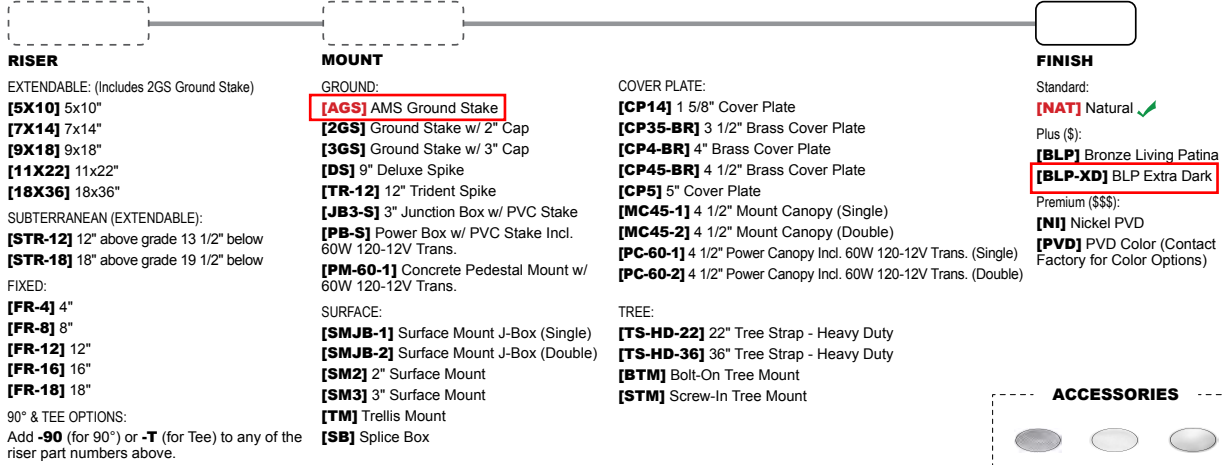 RISER
EXTENDABLE: (Includes 2GS Ground Stake)
[5X10] 5x10"
[7X14] 7x14"
[9X18] 9x18"
[11X22] 11x22"
[18X36] 18x36"
SUBTERRANEAN (EXTENDABLE):
[STR-12] 12" above grade 13 1/2" below
[STR-18] 18" above grade 19 1/2" below
FIXED:
[FR-4] 4"
[FR-8] 8"
[FR-12] 12"
[FR-16] 16"
[FR-18] 18"
90° & TEE OPTIONS:
Add -90 (for 90°) or -T (for Tee) to any of the
riser part numbers above.
MOUNT
GROUND:
[AGS] AMS Ground Stake
[2GS] Ground Stake w/ 2" Cap
[3GS] Ground Stake w/ 3" Cap
[DS] 9" Deluxe Spike
[TR-12] 12" Trident Spike
[JB3-S] 3" Junction Box w/ PVC Stake
[PB-S] Power Box w/ PVC Stake Incl.
60W 120-12V Trans.
[PM-60-1] Concrete Pedestal Mount w/
60W 120-12V Trans.
SURFACE:
[SMJB-1] Surface Mount J-Box (Single)
[SMJB-2] Surface Mount J-Box (Double)
[SM2] 2" Surface Mount
[SM3] 3" Surface Mount
[TM] Trellis Mount
[SB] Splice Box
COVER PLATE:
[CP14] 1 5/8" Cover Plate
[CP35-BR] 3 1/2" Brass Cover Plate
[CP4-BR] 4" Brass Cover Plate
[CP45-BR] 4 1/2" Brass Cover Plate
[CP5] 5" Cover Plate
[MC45-1] 4 1/2" Mount Canopy (Single)
[MC45-2] 4 1/2" Mount Canopy (Double)
[PC-60-1] 4 1/2" Power Canopy Incl. 60W 120-12V Trans. (Single)
[PC-60-2] 4 1/2" Power Canopy Incl. 60W 120-12V Trans. (Double)
TREE:
[TS-HD-22] 22" Tree Strap - Heavy Duty
[TS-HD-36] 36" Tree Strap - Heavy Duty
[BTM] Bolt-On Tree Mount
[STM] Screw-In Tree Mount
FINISH
Standard:
[NAT] Natural
Plus ($):
[BLP] Bronze Living Patina
[BLP-XD] BLP Extra Dark
Premium ($$$):
[NI] Nickel PVD
[PVD] PVD Color (Contact
Factory for Color Options)
ACCESSORIES